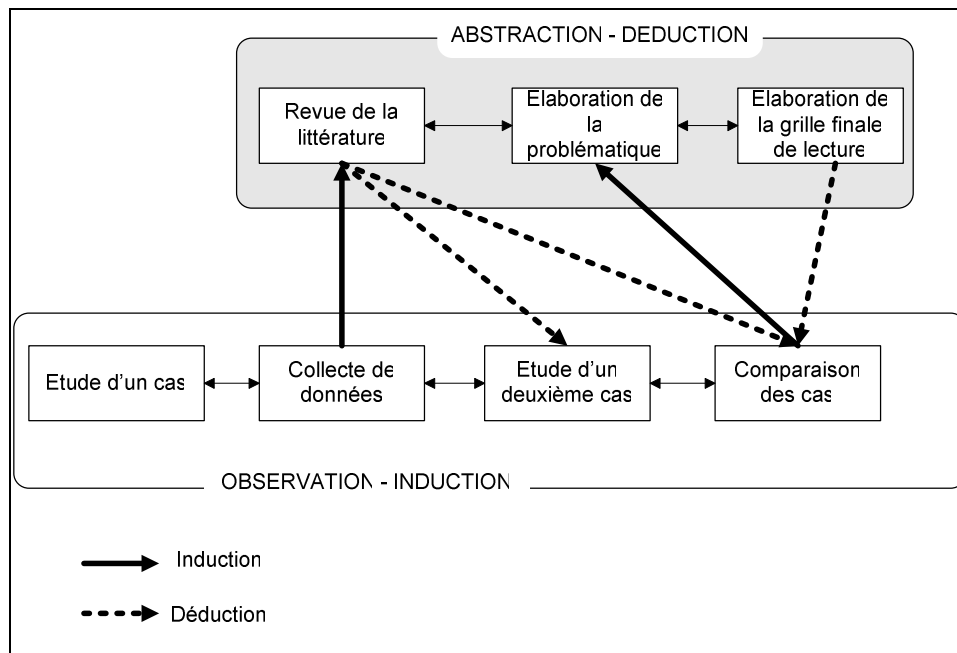 ABSTRACTION - DEDUCTION
Revue de la
littérature
Elaboration de
la
problématique
Elaboration de
la grille finale
de lecture
Etude d'un cas
Collecte de
données
Etude d'un
deuxième cas
Comparaison
des cas
OBSERVATION - INDUCTION
Induction
Déduction